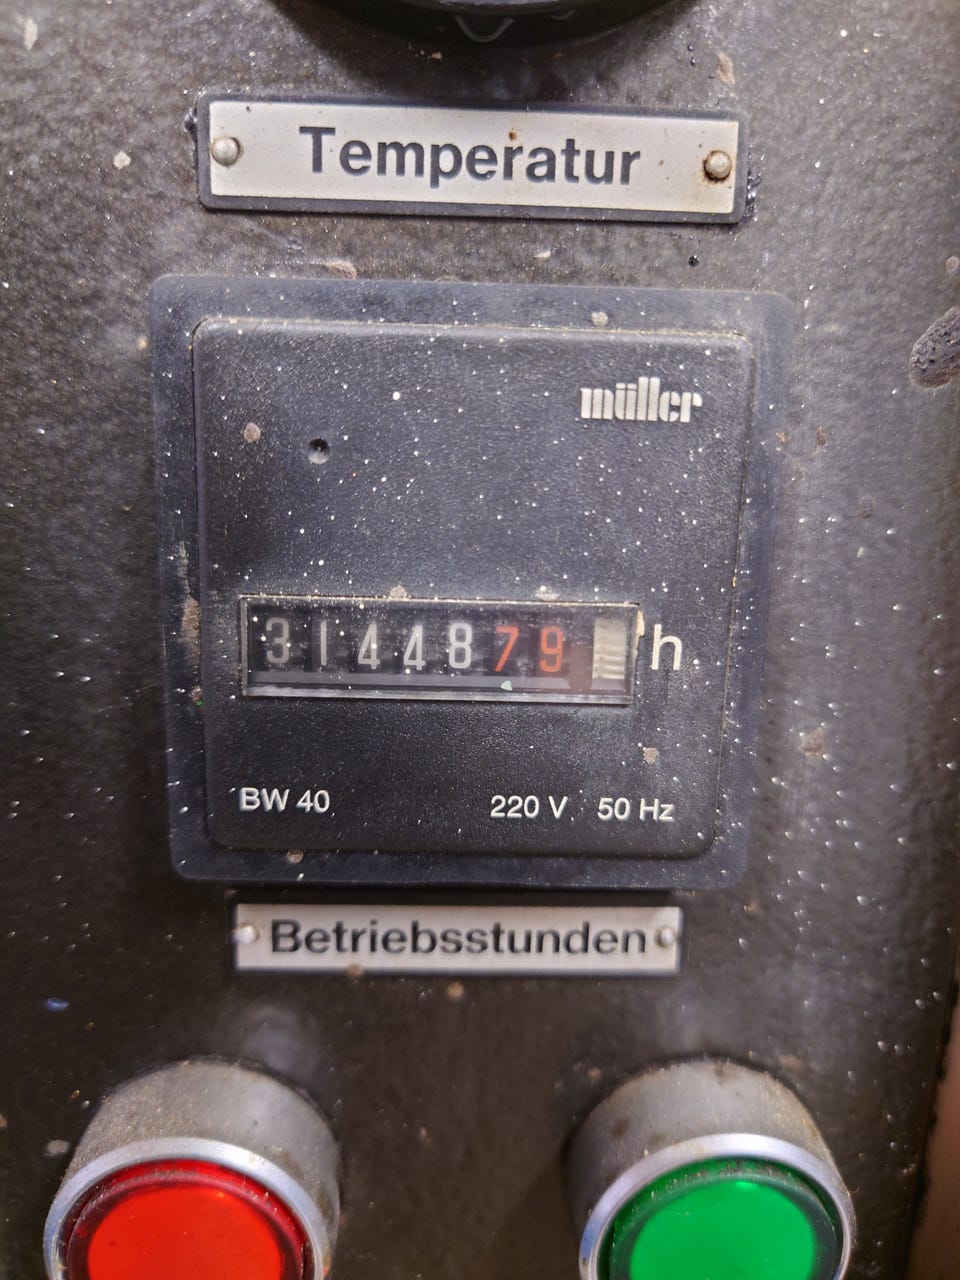 Temperatur
müller
3144879 h
BW 40 220 V 50 Hz
Betriebsstunden